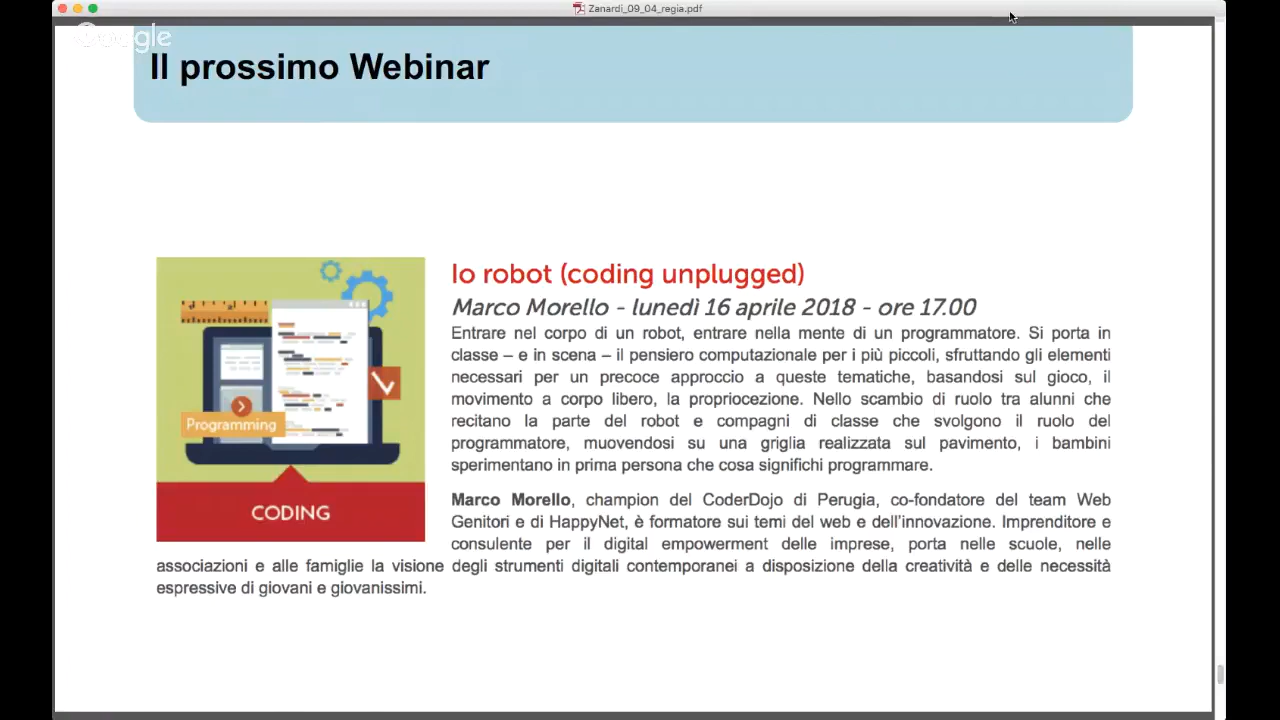 Zanardi_09_04_regia.pdf
Google
Il prossimo Webinar
Programming
CODING
Io robot (coding unplugged)
Marco Morello - lunedì 16 aprile 2018 - ore 17.00
Entrare nel corpo di un robot, entrare nella mente di un programmatore. Si porta in
classe – e in scena – il pensiero computazionale per i più piccoli, sfruttando gli elementi
necessari per un precoce approccio a queste tematiche, basandosi sul gioco, il
movimento a corpo libero, la propriocezione. Nello scambio di ruolo tra alunni che
recitano la parte del robot e compagni di classe che svolgono il ruolo del
programmatore, muovendosi su una griglia realizzata sul pavimento, i bambini
sperimentano in prima persona che cosa significhi programmare.
Marco Morello, champion del CoderDojo di Perugia, co-fondatore del team Web
Genitori e di HappyNet, è formatore sui temi del web e dell'innovazione. Imprenditore e
consulente per il digital empowerment delle imprese, porta nelle scuole, nelle
associazioni e alle famiglie la visione degli strumenti digitali contemporanei a disposizione della creatività e delle necessità
espressive di giovani e giovanissimi.